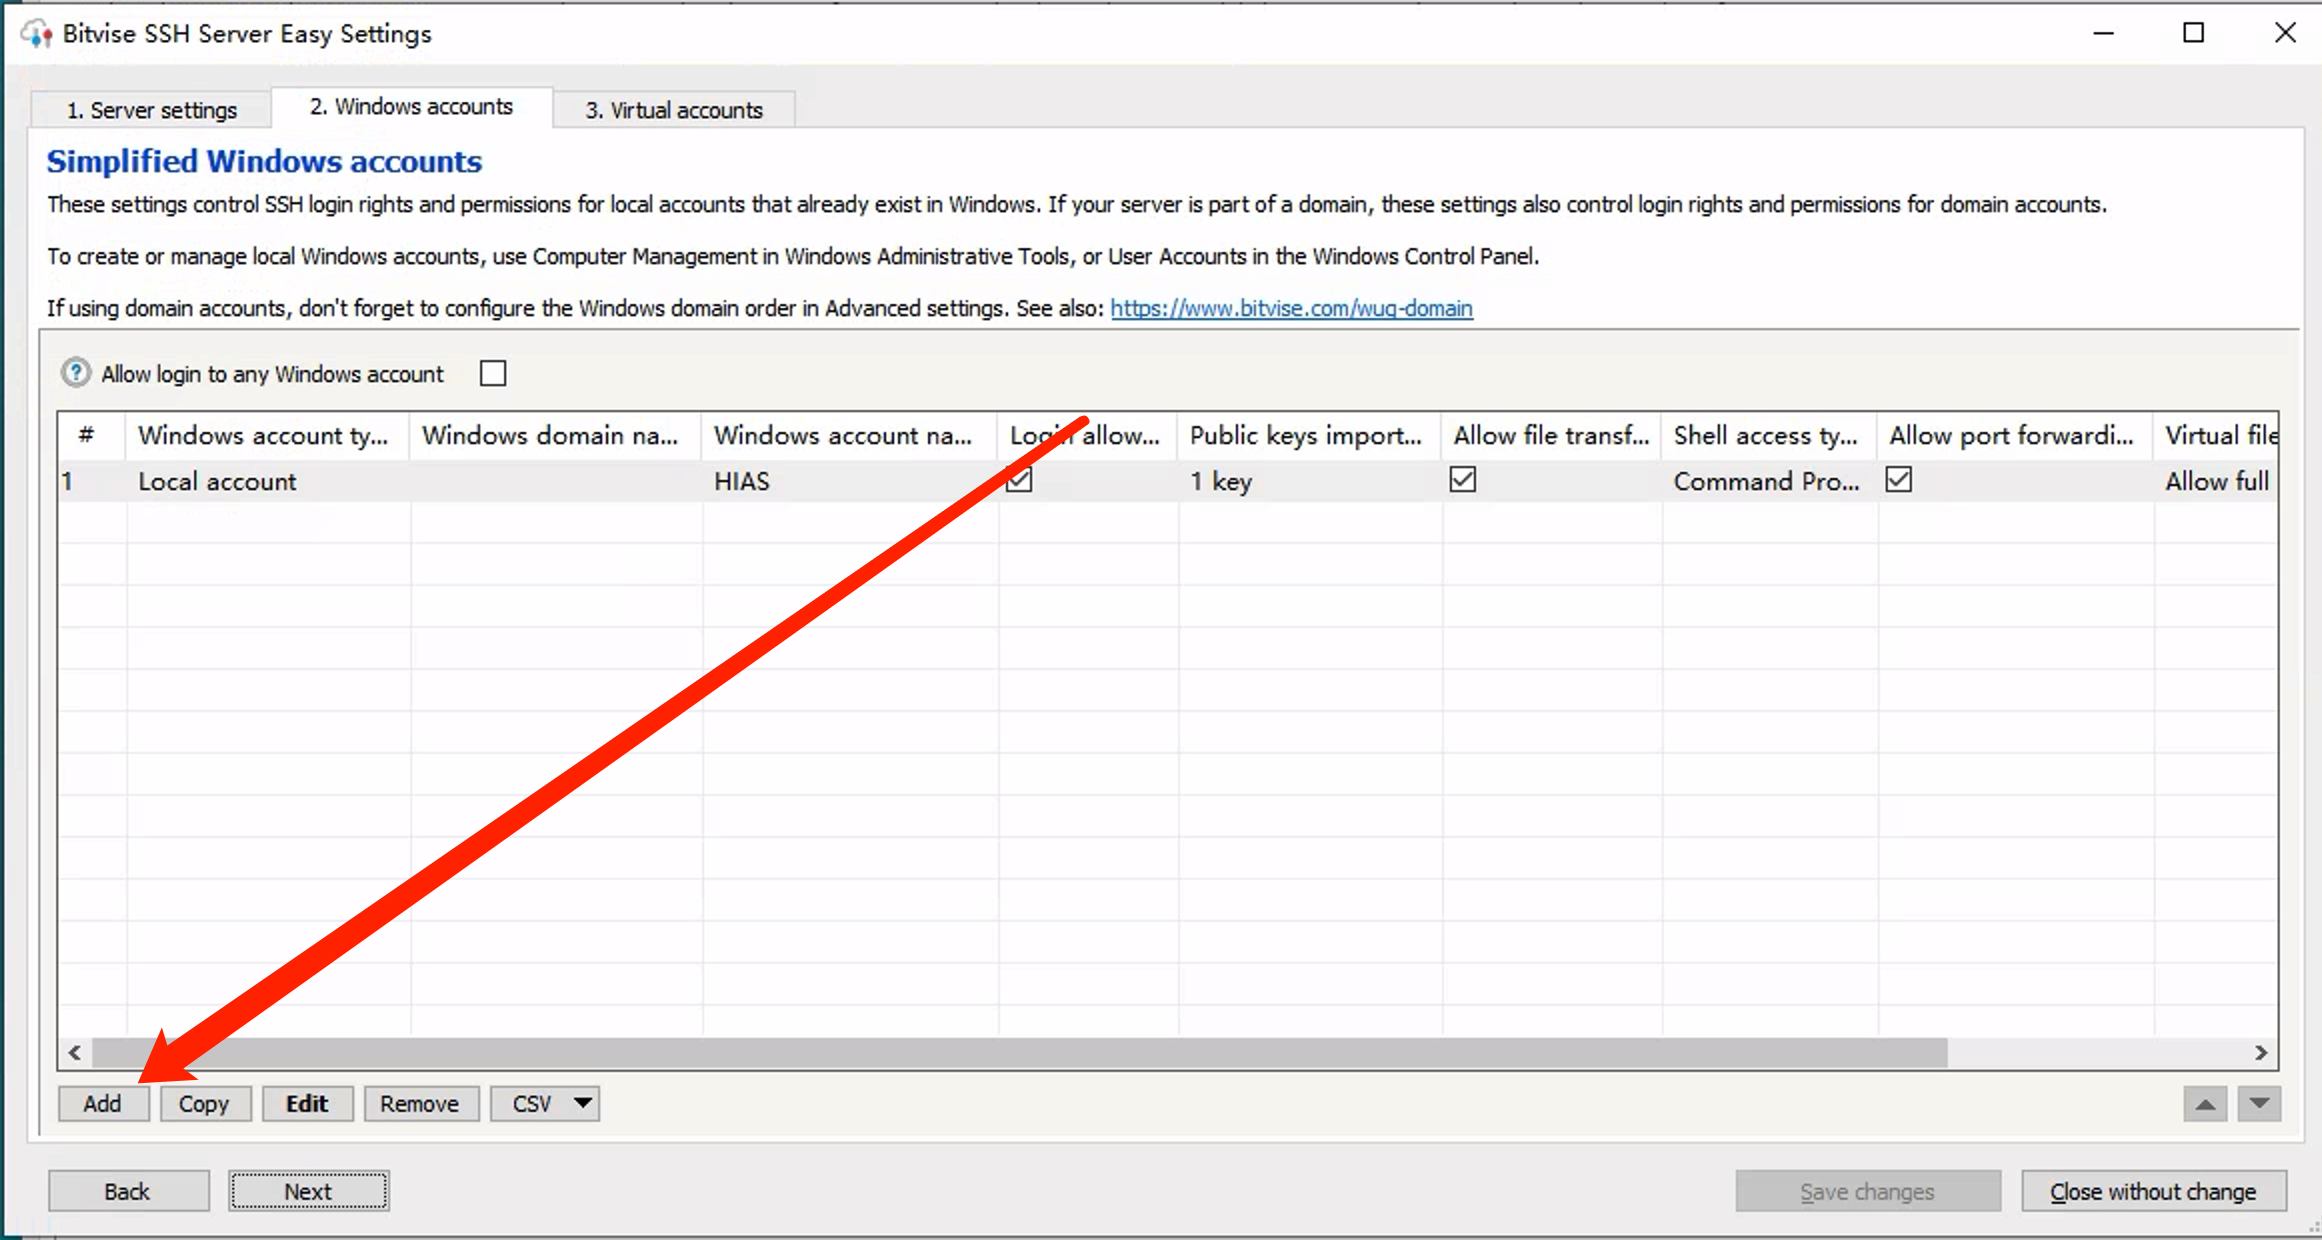 Bitvise SSH Server Easy Settings
1. Server settings
2. Windows accounts
3. Virtual accounts
Simplified Windows accounts
These settings control SSH login rights and permissions for local accounts that already exist in Windows. If your server is part of a domain, these settings also control login rights and permissions for domain accounts.
To create or manage local Windows accounts, use Computer Management in Windows Administrative Tools, or User Accounts in the Windows Control Panel.
If using domain accounts, don't forget to configure the Windows domain order in Advanced settings. See also: https://www.bitvise.com/wug-domain
? Allow login to any Windows account
# Windows account ty... Windows domain na... Windows account na... Login allow... Public keys import... Allow file transf... Shell access ty... Allow port forwardi... Virtual file
1 Local account HIAS 1 key Command Pro... Allow full
Add Copy Edit Remove CSV
Back Next Save changes Close without change